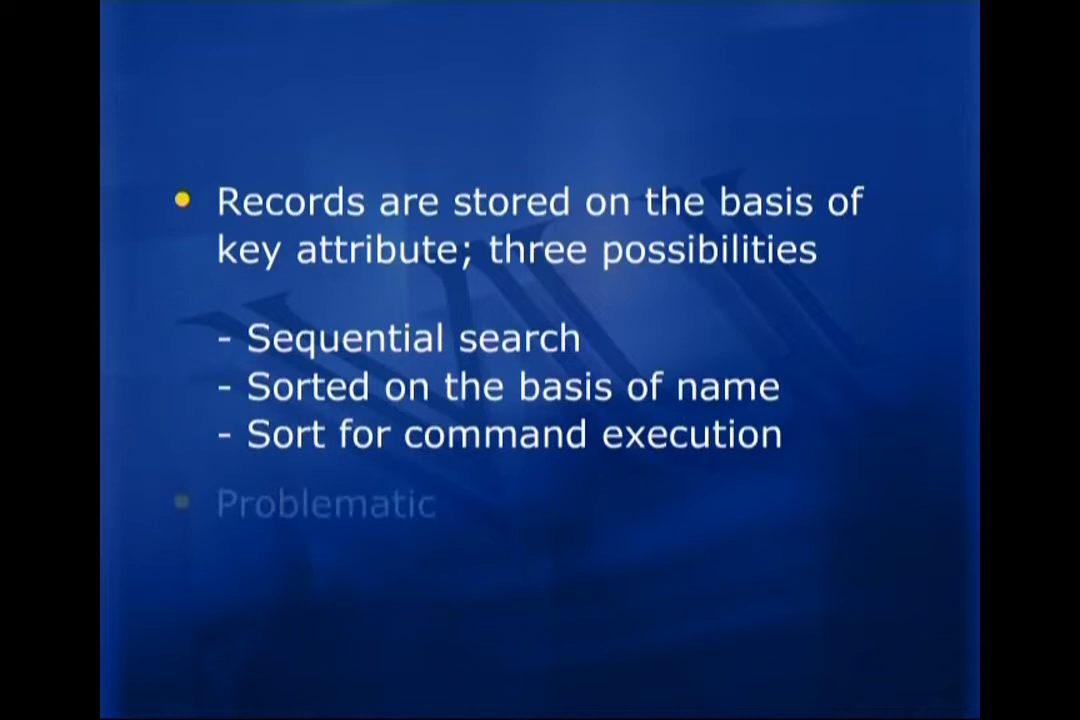 • Records are stored on the basis of
key attribute; three possibilities
- Sequential search
- Sorted on the basis of name
- Sort for command execution
▪ Problematic